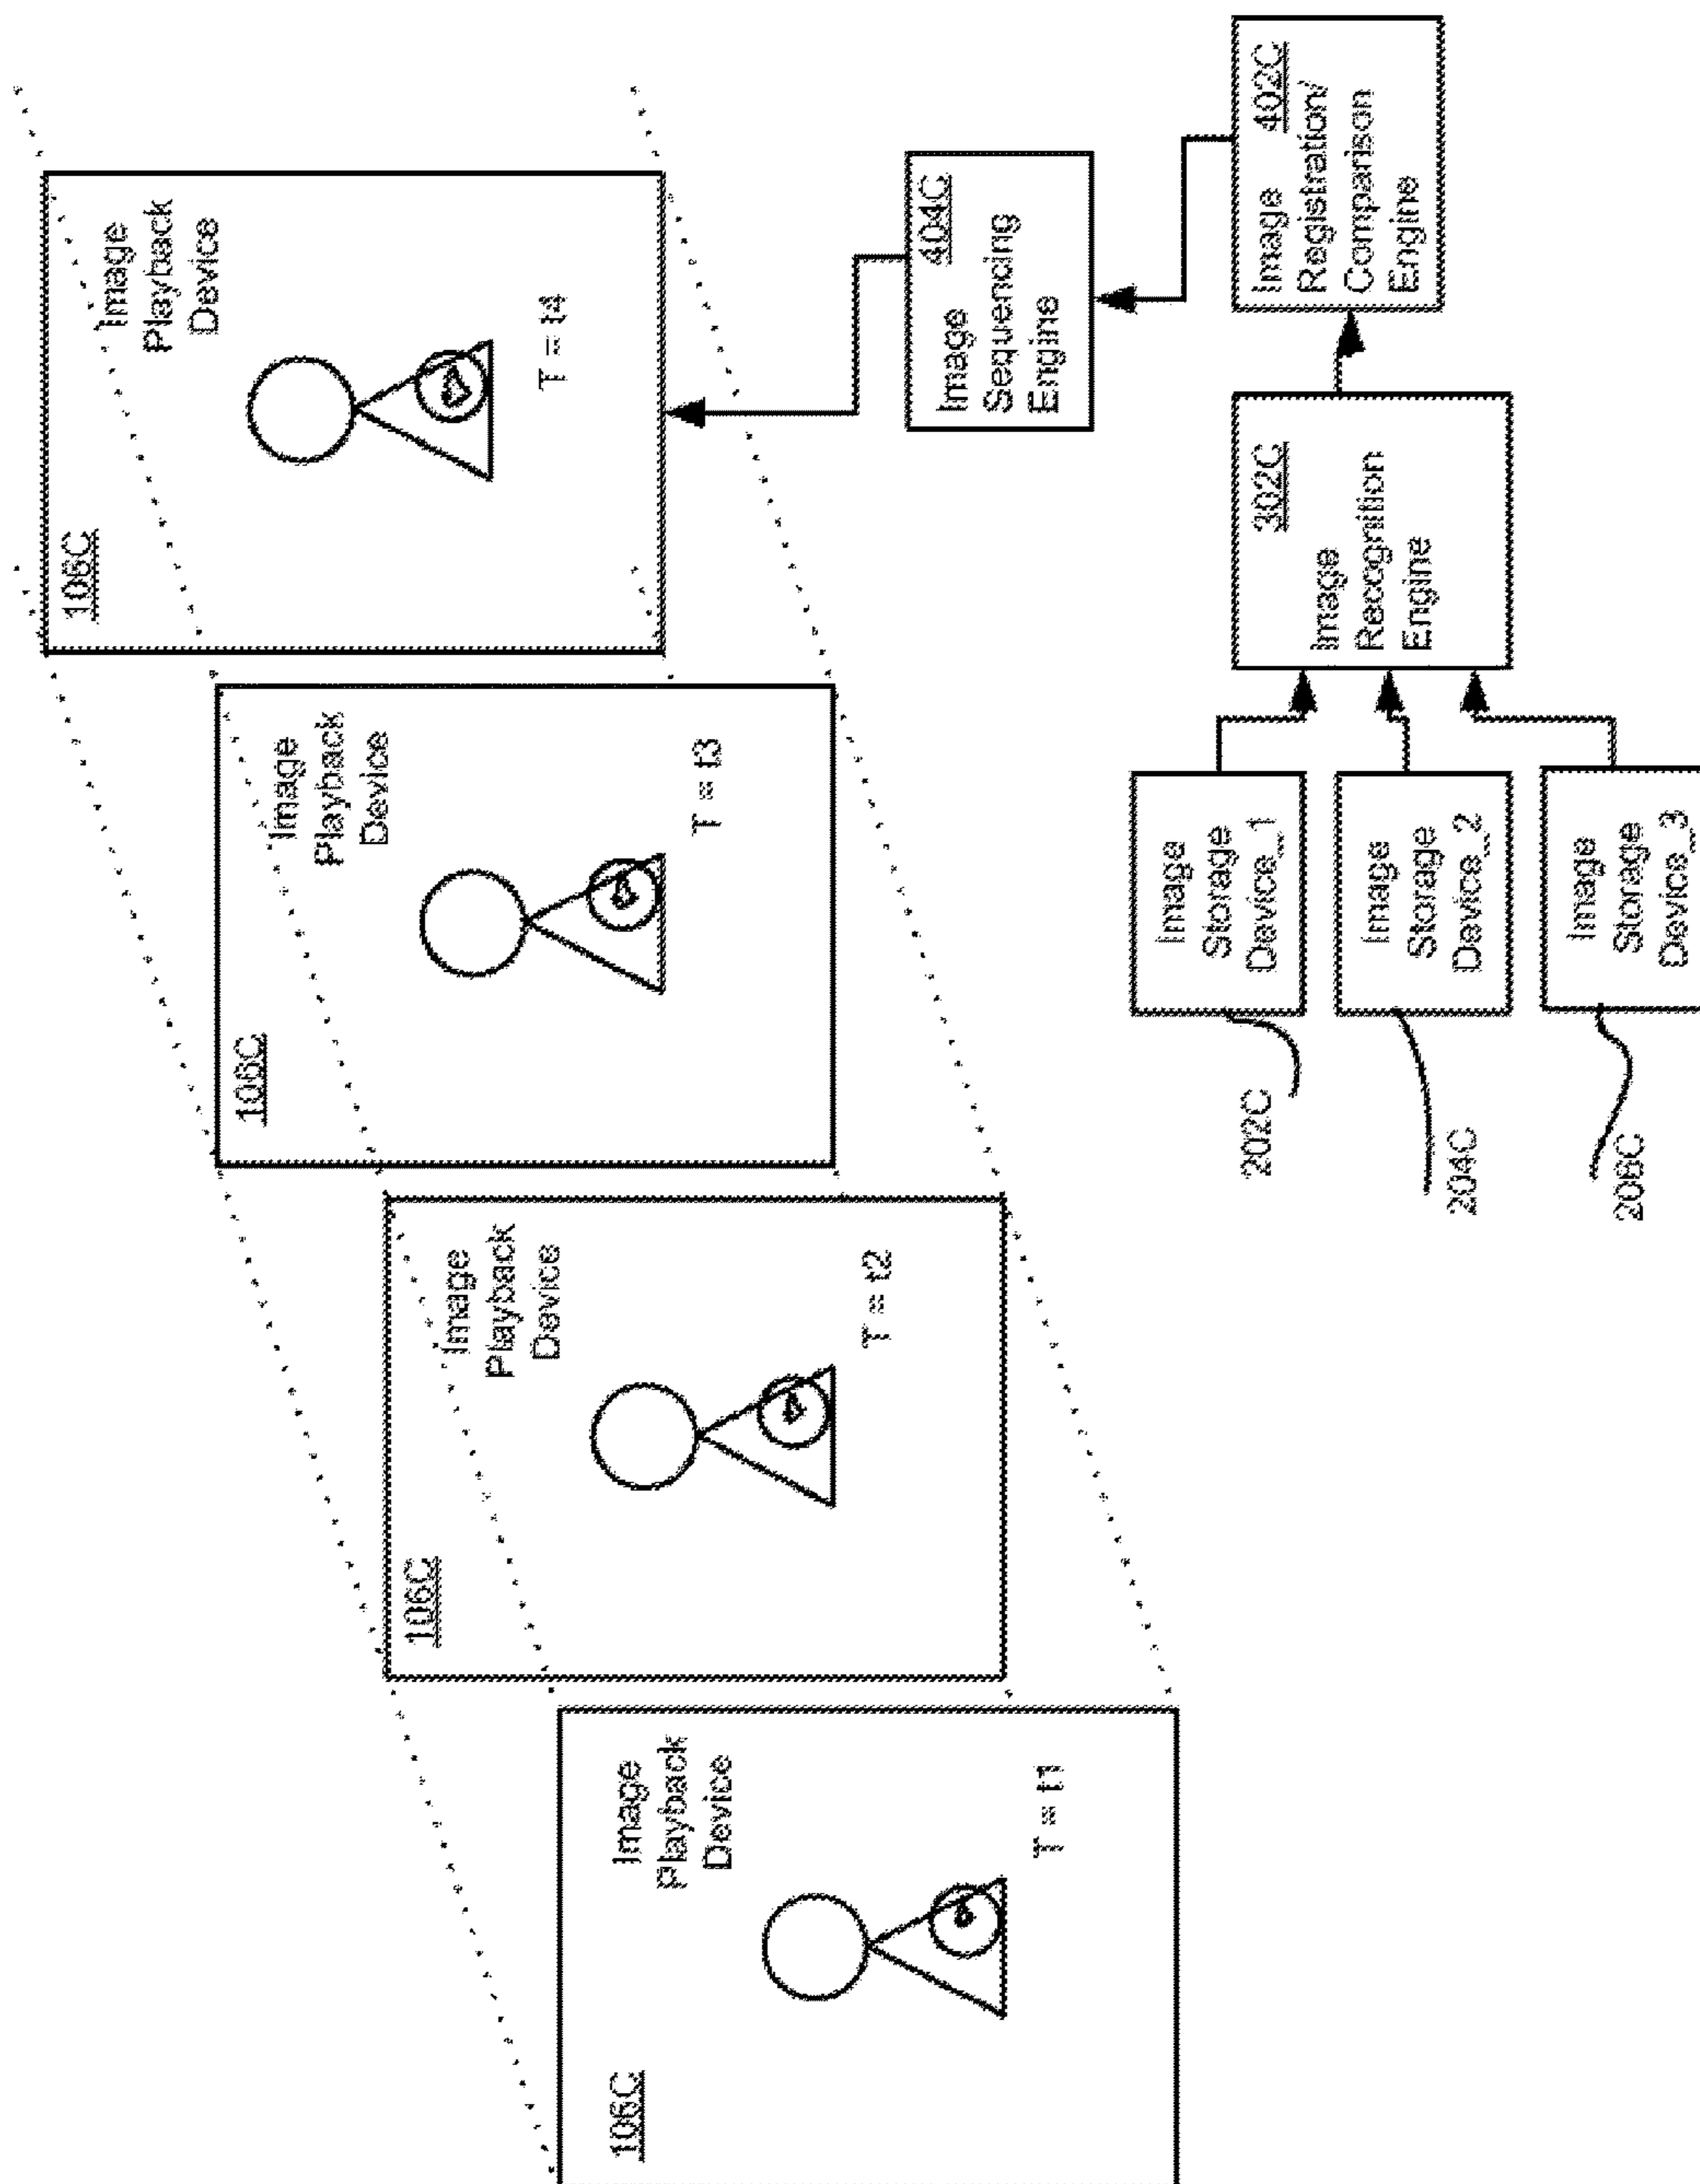 106C
Image
Playback
Device
T = t1
106C
Image
Playback
Device
T = t2
106C
Image
Playback
Device
T = t3
106C
Image
Playback
Device
T = t4
404C
Image
Sequencing
Engine
402C
Image
Registration/
Comparison
Engine
302C
Image
Recognition
Engine
202C
Image
Storage
Device_1
204C
Image
Storage
Device_2
206C
Image
Storage
Device_3